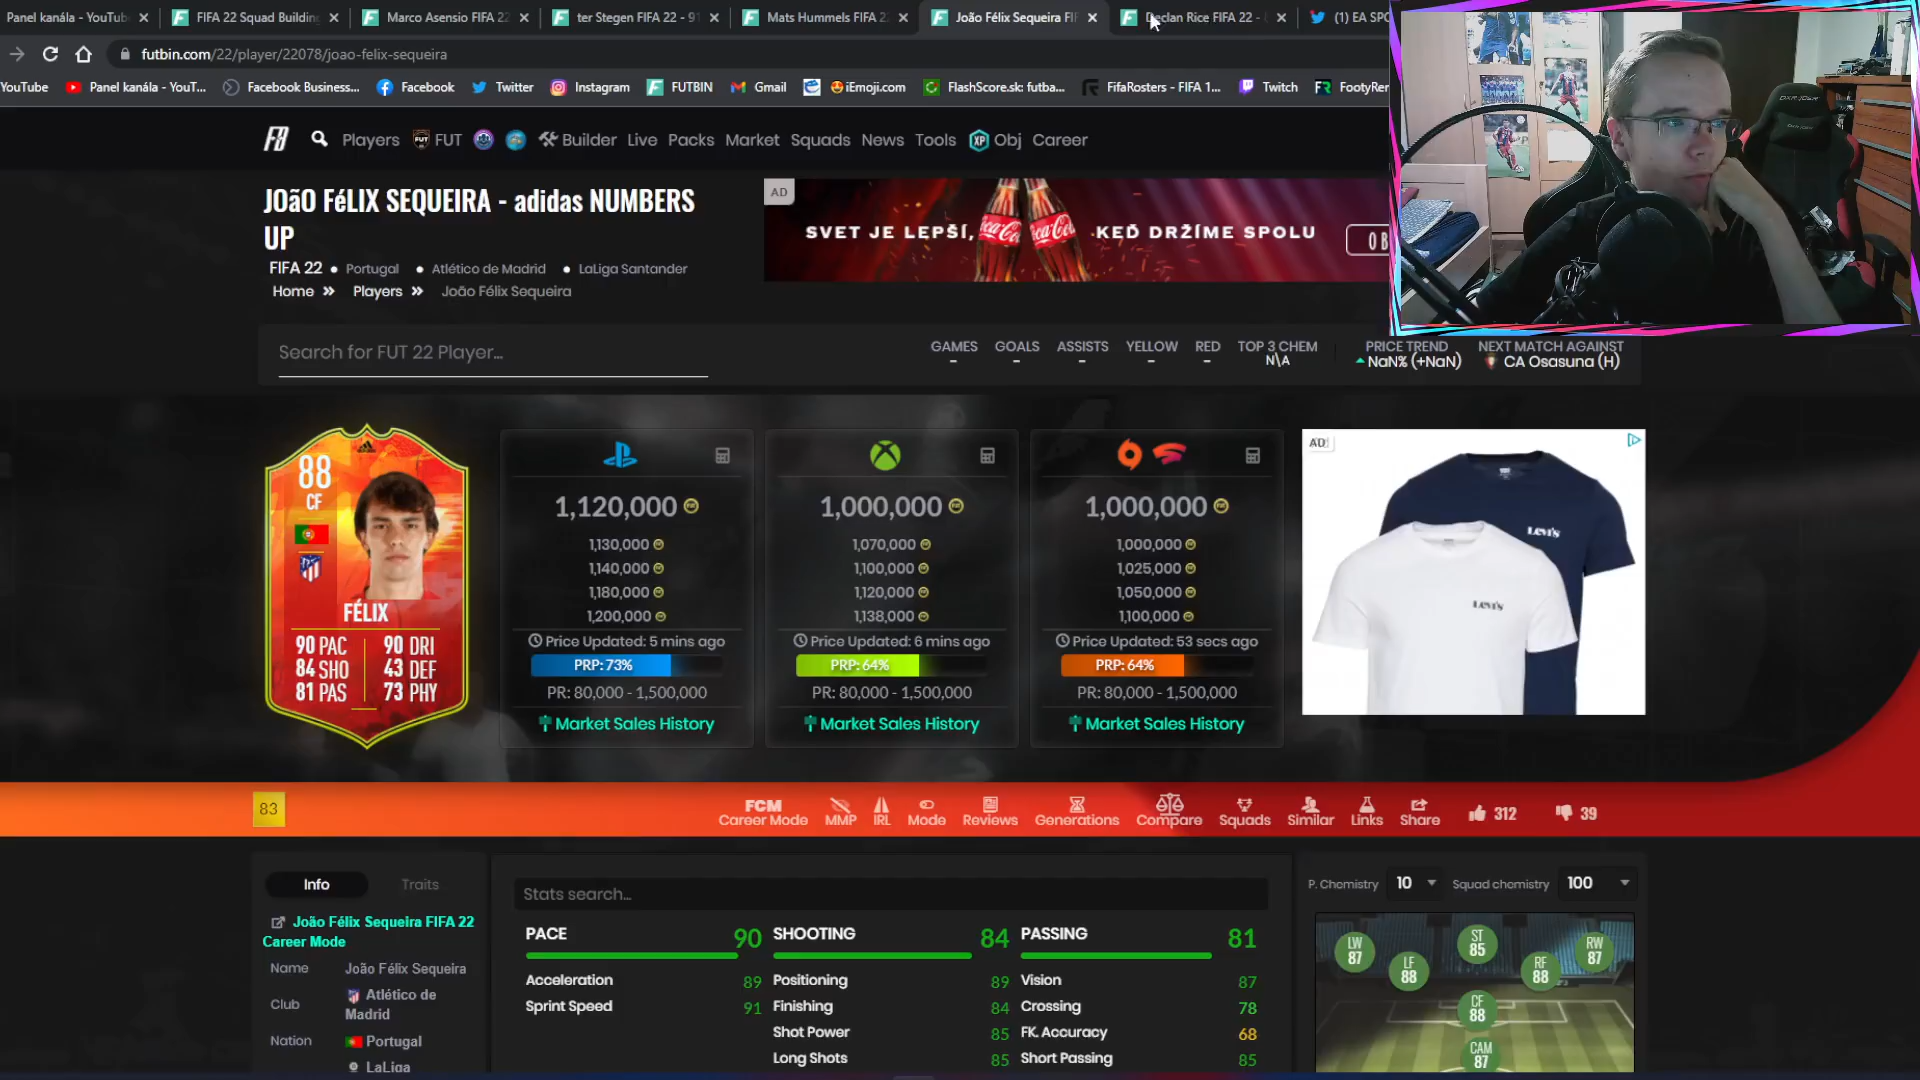 Panel kanála - YouTube
FIFA 22 Squad Building
Marco Asensio FIFA 22
ter Stegen FIFA 22 - 91
Mats Hummels FIFA 22
João Félix Sequeira FIF
Declan Rice FIFA 22 -
(1) EA SPO
futbin.com/22/player/22078/joao-felix-sequeira
YouTube
Panel kanála - YouT...
Facebook Business...
Facebook
Twitter
Instagram
FUTBIN
Gmail
iEmoji.com
FlashScore.sk: futba...
FifaRosters - FIFA 1...
Twitch
FootyRer
Players
FUT
Builder
Live
Packs
Market
Squads
News
Tools
Obj
Career
JOãO FéLIX SEQUEIRA - adidas NUMBERS
UP
FIFA 22 • Portugal • Atlético de Madrid • LaLiga Santander
Home » Players » João Félix Sequeira
AD
SVET JE LEPŠÍ, Coca-Cola KEĎ DRŽÍME SPOLU
O B
Search for FUT 22 Player...
GAMES
-
GOALS
-
ASSISTS
-
YELLOW
-
RED
-
TOP 3 CHEM
N\A
PRICE TREND
NaN% (+NaN)
NEXT MATCH AGAINST
CA Osasuna (H)
88
CF
FÉLIX
90 PAC 90 DRI
84 SHO 43 DEF
81 PAS 73 PHY
1,120,000
1,130,000
1,140,000
1,180,000
1,200,000
Price Updated: 5 mins ago
PRP: 73%
PR: 80,000 - 1,500,000
Market Sales History
1,000,000
1,070,000
1,100,000
1,120,000
1,138,000
Price Updated: 6 mins ago
PRP: 64%
PR: 80,000 - 1,500,000
Market Sales History
1,000,000
1,000,000
1,025,000
1,050,000
1,100,000
Price Updated: 53 secs ago
PRP: 64%
PR: 80,000 - 1,500,000
Market Sales History
AD
LEVI'S
LEVI'S
83
FCM
Career Mode
MMP
IRL
Mode
Reviews
Generations
Compare
Squads
Similar
Links
Share
312
39
Info
Traits
João Félix Sequeira FIFA 22
Career Mode
Name João Félix Sequeira
Club Atlético de
Madrid
Nation Portugal
LaLiga
Stats search...
PACE 90
Acceleration 89
Sprint Speed 91
SHOOTING 84
Positioning 89
Finishing 84
Shot Power 85
Long Shots 85
PASSING 81
Vision 87
Crossing 78
FK. Accuracy 68
Short Passing 85
P. Chemistry 10
Squad chemistry 100
LW
87
LF
88
ST
85
RF
88
RW
87
CF
88
CAM
87